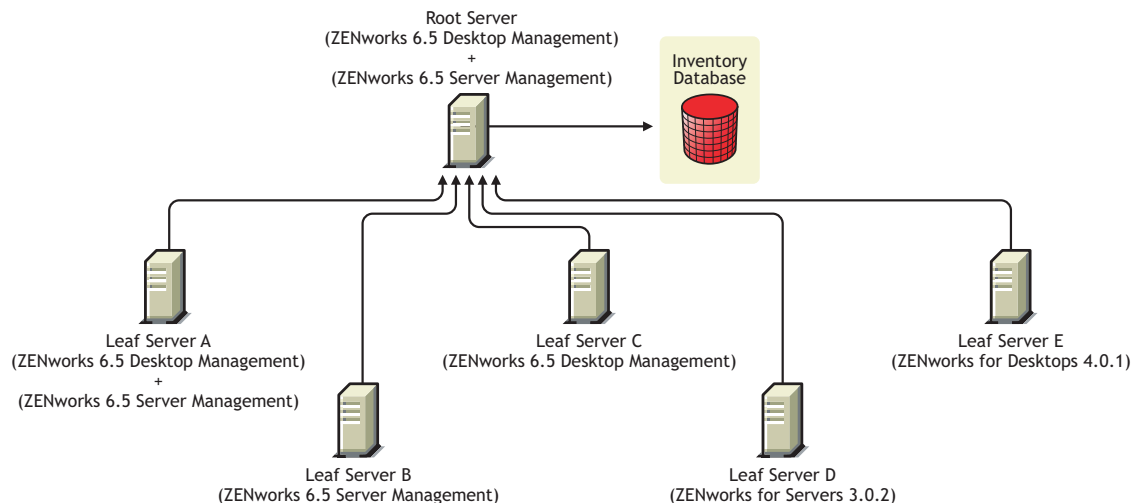 Root Server
(ZENworks 6.5 Desktop Management)
+
(ZENworks 6.5 Server Management)
Inventory
Database
Leaf Server A
(ZENworks 6.5 Desktop Management)
+
(ZENworks 6.5 Server Management)
Leaf Server C
(ZENworks 6.5 Desktop Management)
Leaf Server E
(ZENworks for Desktops 4.0.1)
Leaf Server B
(ZENworks 6.5 Server Management)
Leaf Server D
(ZENworks for Servers 3.0.2)